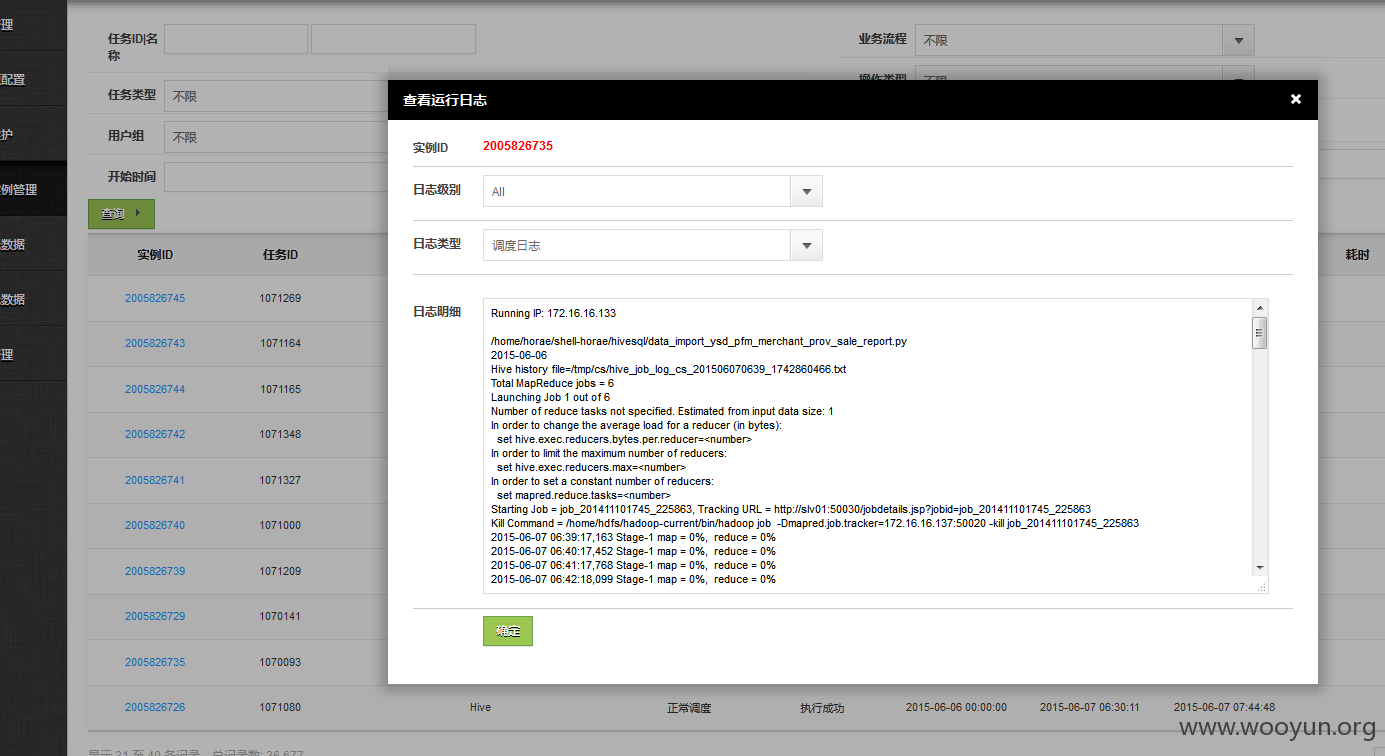 理
任务ID|名
称
业务流程
不限
配置
操作类型
不限
任务类型
不限
查看运行日志
护
用户组
不限
实例ID
2005826735
开始时间
例管理
日志级别
All
查询
日志类型
调度日志
数据
实例ID
任务ID
耗时
数据
2005826745
1071269
日志明细
Running IP: 172.16.16.133
/home/horae/shell-horae/hivesql/data_import_ysd_pfm_merchant_prov_sale_report.py
2015-06-06
Hive history file=/tmp/cs/hive_job_log_cs_201506070639_1742860466.txt
Total MapReduce jobs = 6
Launching Job 1 out of 6
Number of reduce tasks not specified. Estimated from input data size: 1
In order to change the average load for a reducer (in bytes):
set hive.exec.reducers.bytes.per.reducer=<number>
In order to limit the maximum number of reducers:
set hive.exec.reducers.max=<number>
In order to set a constant number of reducers:
set mapred.reduce.tasks=<number>
Starting Job = job_201411101745_225863, Tracking URL = http://slv01:50030/jobdetails.jsp?jobid=job_201411101745_225863
Kill Command = /home/hdfs/hadoop-current/bin/hadoop job -Dmapred.job.tracker=172.16.16.137:50020 -kill job_201411101745_225863
2015-06-07 06:39:17,163 Stage-1 map = 0%, reduce = 0%
2015-06-07 06:40:17,452 Stage-1 map = 0%, reduce = 0%
2015-06-07 06:41:17,768 Stage-1 map = 0%, reduce = 0%
2015-06-07 06:42:18,099 Stage-1 map = 0%, reduce = 0%
确定
2005826743
1071164
理
2005826744
1071165
2005826742
1071348
2005826741
1071327
2005826740
1071000
2005826739
1071209
2005826729
1070141
2005826735
1070093
2005826726
1071080
Hive
正常调度
执行成功
2015-06-06 00:00:00
2015-06-07 06:30:11
2015-06-07 07:44:48
显示 31 至 40 条记录 总记录数: 36,677
www.wooyun.org